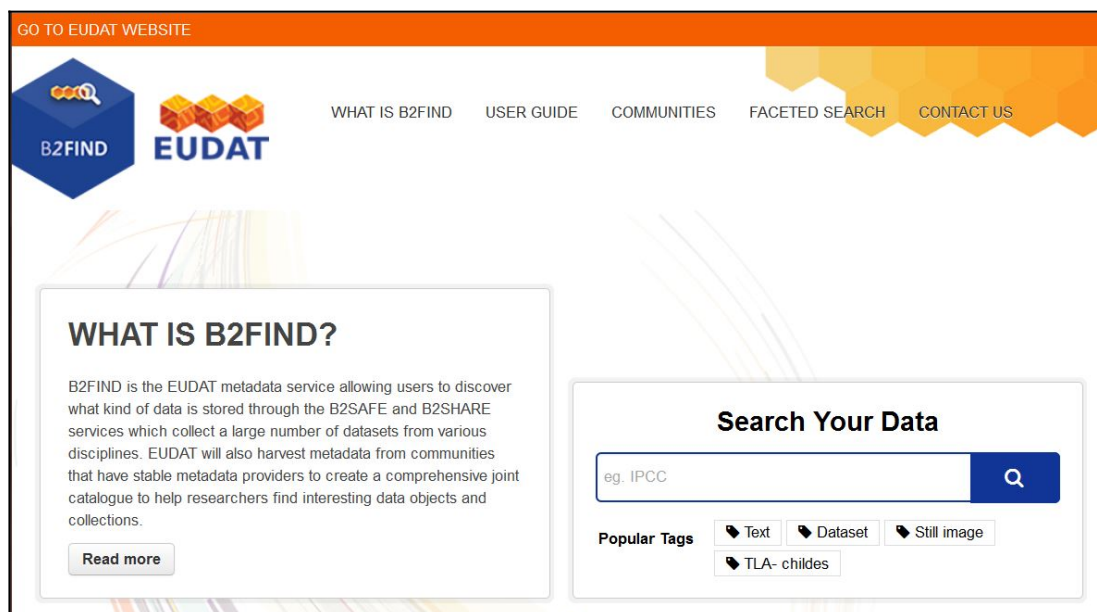 GO TO EUDAT WEBSITE
B2FIND
EUDAT
WHAT IS B2FIND USER GUIDE COMMUNITIES FACETED SEARCH CONTACT US
WHAT IS B2FIND?
B2FIND is the EUDAT metadata service allowing users to discover
what kind of data is stored through the B2SAFE and B2SHARE
services which collect a large number of datasets from various
disciplines. EUDAT will also harvest metadata from communities
that have stable metadata providers to create a comprehensive joint
catalogue to help researchers find interesting data objects and
collections.
Read more
Search Your Data
eg. IPCC
Popular Tags Text Dataset Still image
TLA- childes